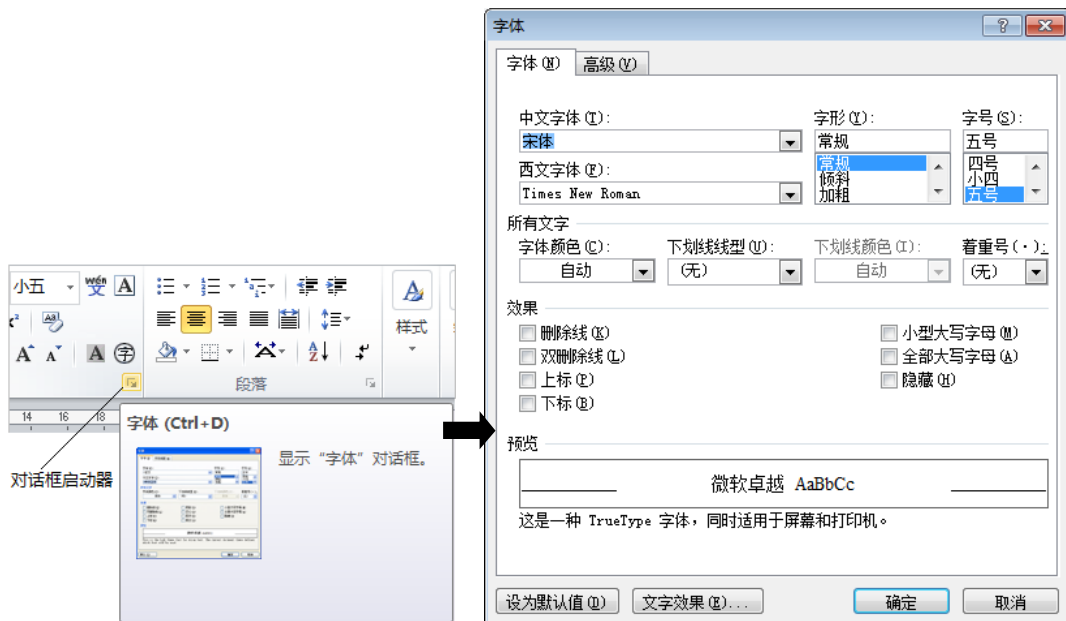 小五
wén
文
A
样式
段落
14 16 18
字体 (Ctrl+D)
显示“字体”对话框。
对话框启动器
字体
字体(N) 高级(V)
中文字体(T): 字形(Y): 字号(S):
宋体 常规 五号
常规 四号
倾斜 小四
加粗 五号
西文字体(F):
Times New Roman
所有文字
字体颜色(C): 下划线线型(U): 下划线颜色(I): 着重号(·):
自动 (无) 自动 (无)
效果
删除线(K) 小型大写字母(M)
双删除线(L) 全部大写字母(A)
上标(P) 隐藏(H)
下标(B)
预览
微软卓越 AaBbCc
这是一种 TrueType 字体，同时适用于屏幕和打印机。
设为默认值(D) 文字效果(E)... 确定 取消